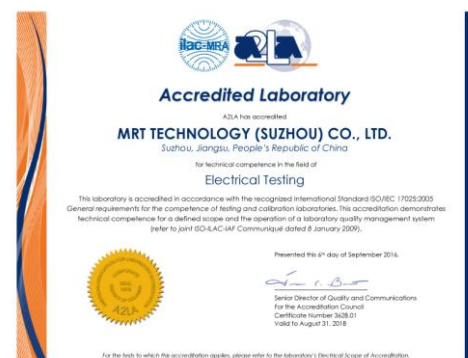 ilac-MRA
A2LA
Accredited Laboratory
A2LA has accredited
MRT TECHNOLOGY (SUZHOU) CO., LTD.
Suzhou, Jiangsu, People's Republic of China
for technical competence in the field of
Electrical Testing
This laboratory is accredited in accordance with the recognized International Standard ISO/IEC 17025:2005
General requirements for the competence of testing and calibration laboratories. This accreditation demonstrates
technical competence for a defined scope and the operation of a laboratory quality management system
(refer to joint ISO-ILAC-IAF Communiqué dated 8 January 2009).
Presented this 6th day of September 2016.
Senior Director of Quality and Communications
For the Accreditation Council
Certificate Number 3628.01
Valid to August 31, 2018
A2LA
For the tests to which this accreditation applies, please refer to the laboratory's Electrical Scope of Accreditation.